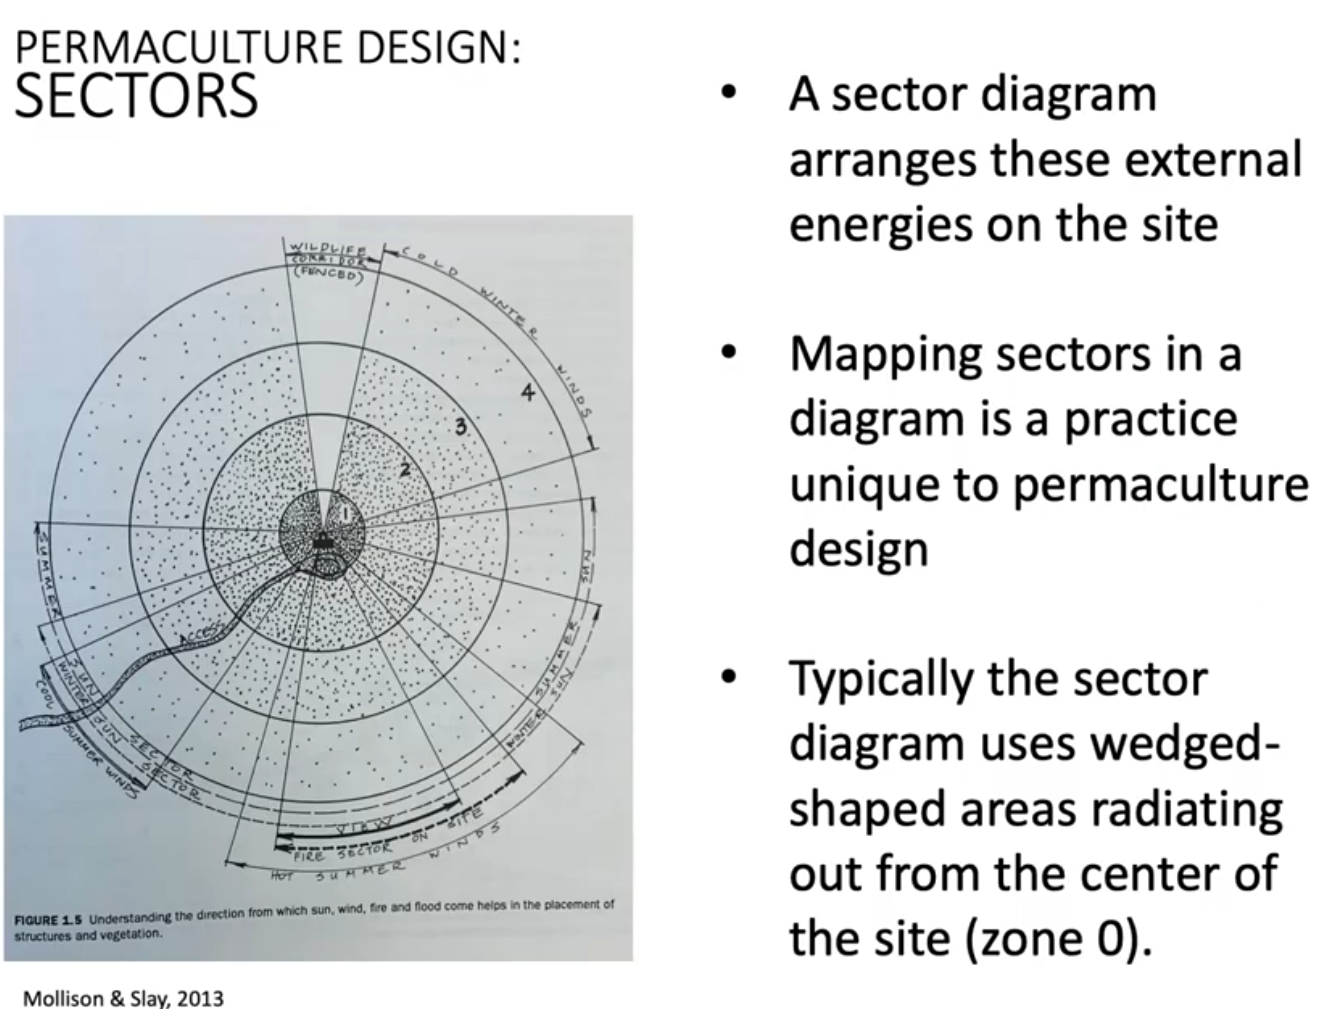 PERMACULTURE DESIGN:
SECTORS
• A sector diagram
arranges these external
energies on the site
• Mapping sectors in a
diagram is a practice
unique to permaculture
design
• Typically the sector
diagram uses wedged-
shaped areas radiating
out from the center of
the site (zone 0).
WILDLIFE
CORRIDOR
(FENCED)
COLD WINTER WINDS
4
3
2
1
SUMMER SUN SECTOR
WINTER SUN SECTOR
COOL SUMMER WINDS
ACCESS
SUMMER SUN
WINTER SUN
VIEW
FIRE SECTOR ON SITE
HOT SUMMER WINDS
FIGURE 1.5 Understanding the direction from which sun, wind, fire and flood come helps in the placement of
structures and vegetation.
Mollison & Slay, 2013